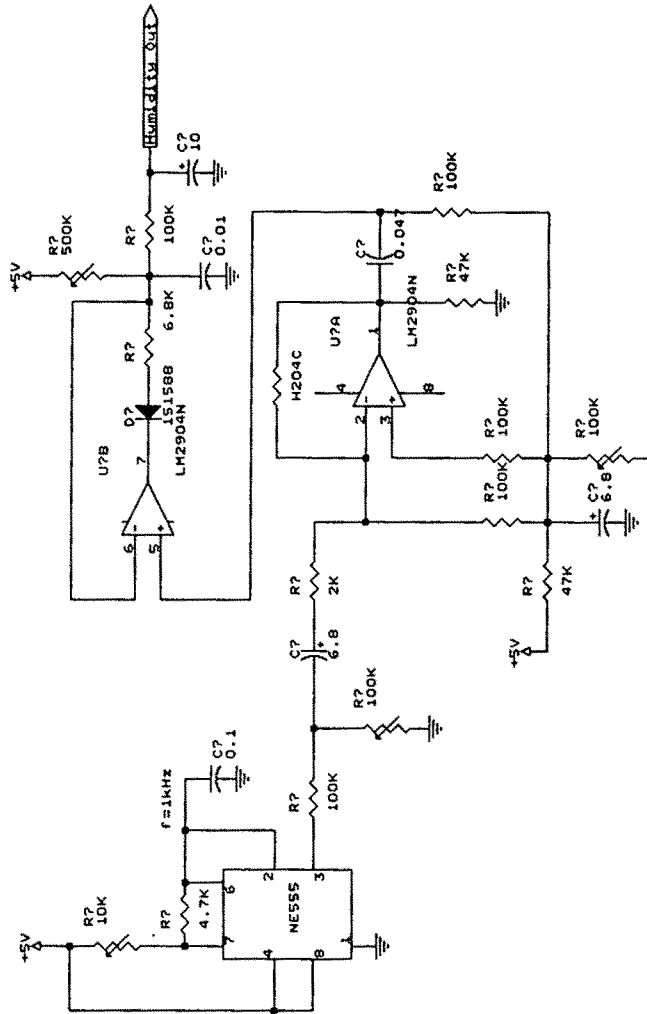 +5V
R?
10K
R?
4.7K
7
6
f=1kHz
C?
0.1
4
8
NE555
2
3
1
R?
100K
R?
100K
C?
6.8
+
R?
2K
+5V
R?
47K
R?
100K
R?
100K
C?
6.8
+
R?
100K
2
-
3
+
4
8
1
U?A
LM2904N
H204C
C?
0.047
R?
47K
R?
100K
6
-
5
+
7
U?B
LM2904N
D?
1S1588
R?
6.8K
+5V
R?
500K
C?
0.01
R?
100K
C?
10
+
Humidity Out